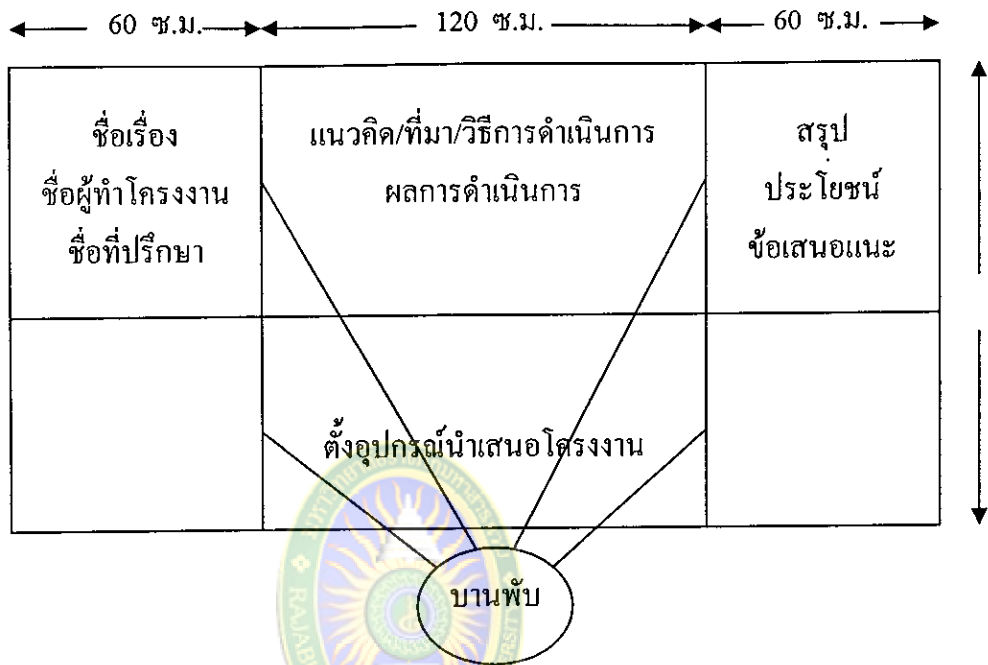 60 ซ.ม.
120 ซ.ม.
60 ซ.ม.
ชื่อเรื่อง
ชื่อผู้ทำโครงงาน
ชื่อที่ปรึกษา
แนวคิด/ที่มา/วิธีการดำเนินการ
ผลการดำเนินการ
สรุป
ประโยชน์
ข้อเสนอแนะ
ตั้งอุปกรณ์นำเสนอโครงงาน
บานพับ